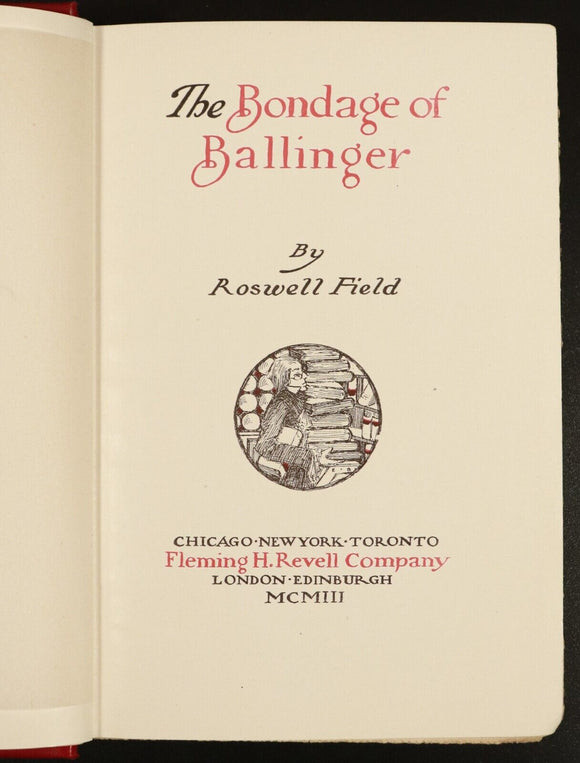 The Bondage of
Ballinger
By
Roswell Field
CHICAGO·NEW YORK·TORONTO
Fleming H. Revell Company
LONDON·EDINBURGH
MCMIII